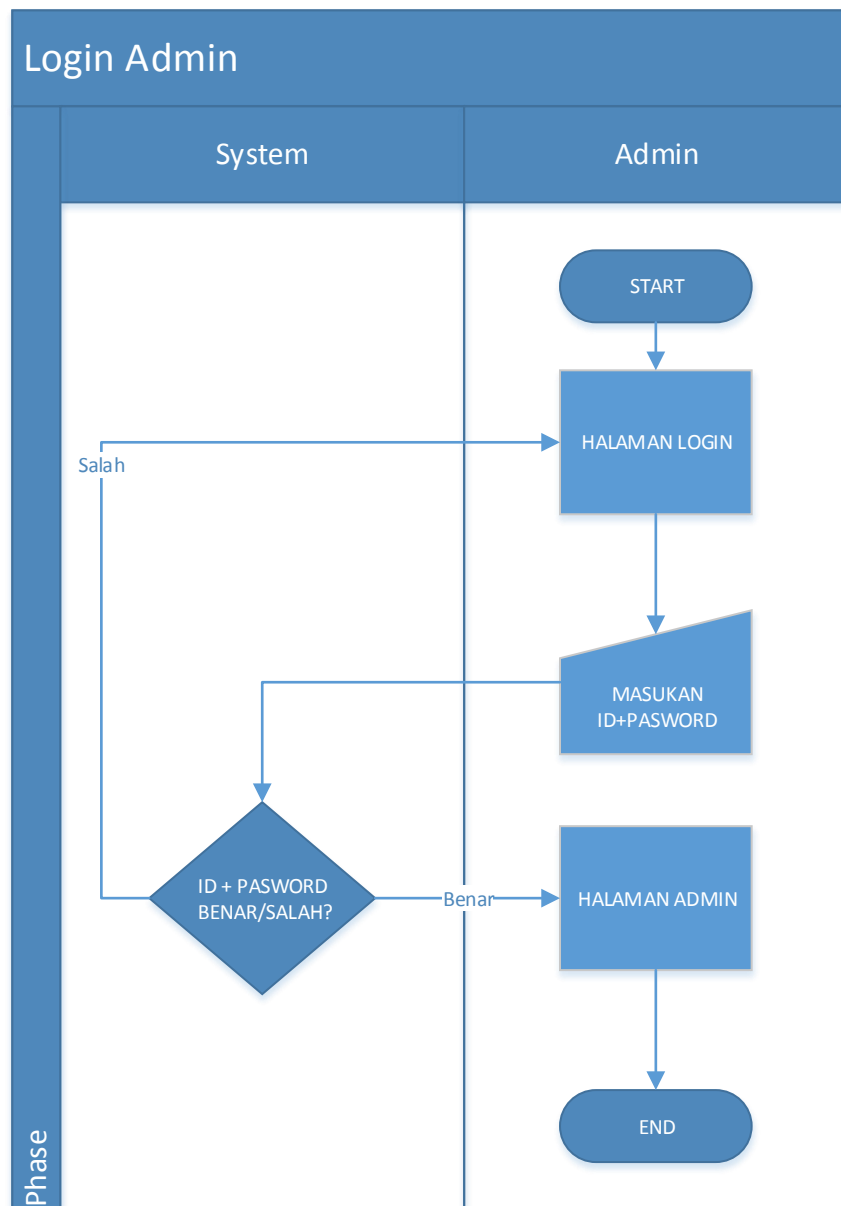 Login Admin
System
Admin
START
HALAMAN LOGIN
Salah
MASUKAN
ID+PASWORD
ID + PASWORD
BENAR/SALAH?
Benar
HALAMAN ADMIN
END
Phase